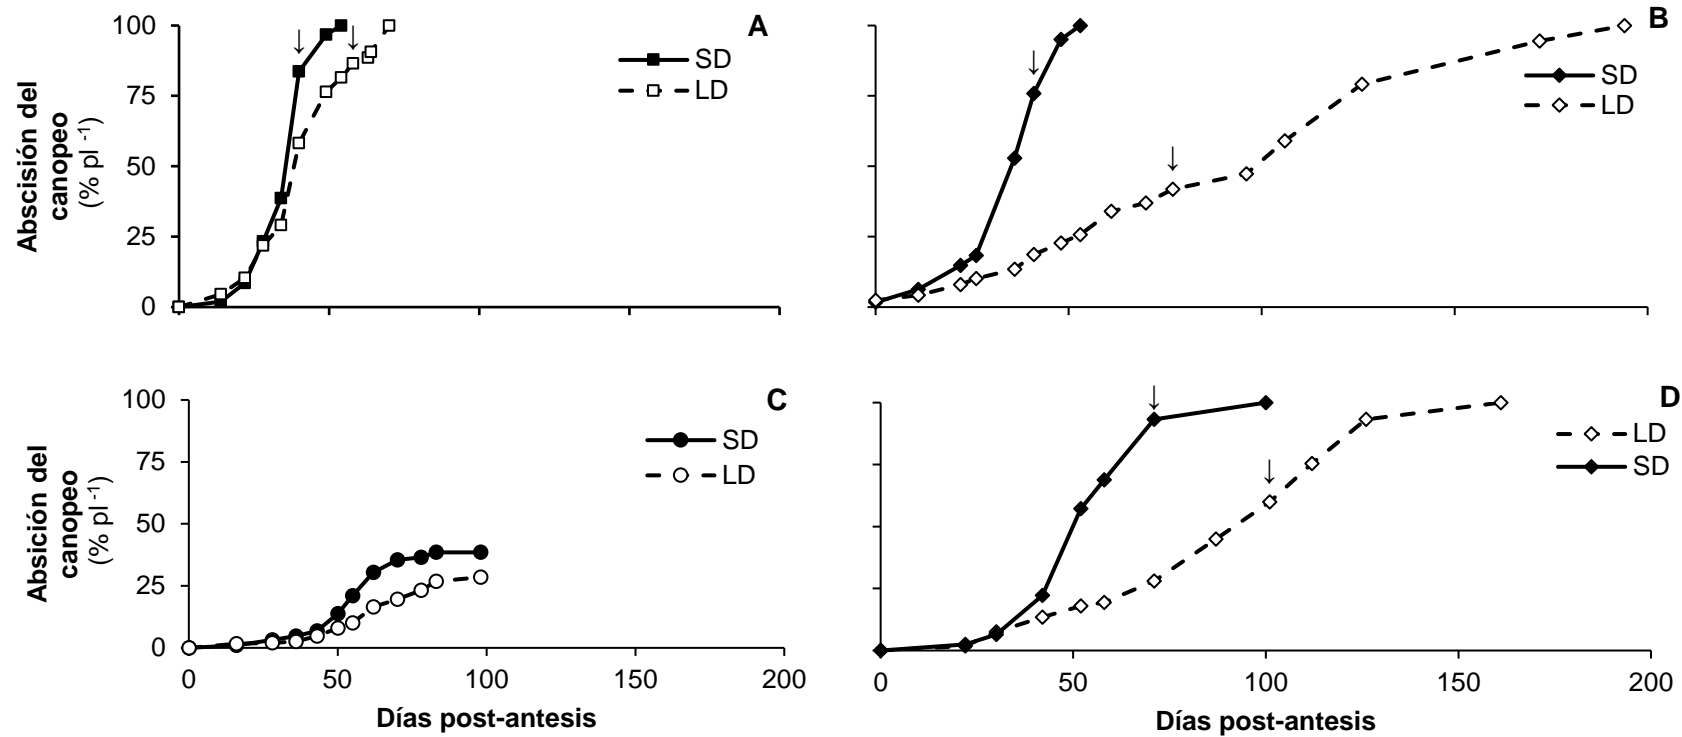 A
SD
LD
100
75
50
25
0
Abscisión del
canopeo
(% pl -1)
↓ ↓
B
SD
LD
↓ ↓
C
SD
LD
100
75
50
25
0
Absición del
canopeo
(% pl -1)
0 50 100 150 200
Días post-antesis
D
LD
SD
↓ ↓
0 50 100 150 200
Días post-antesis